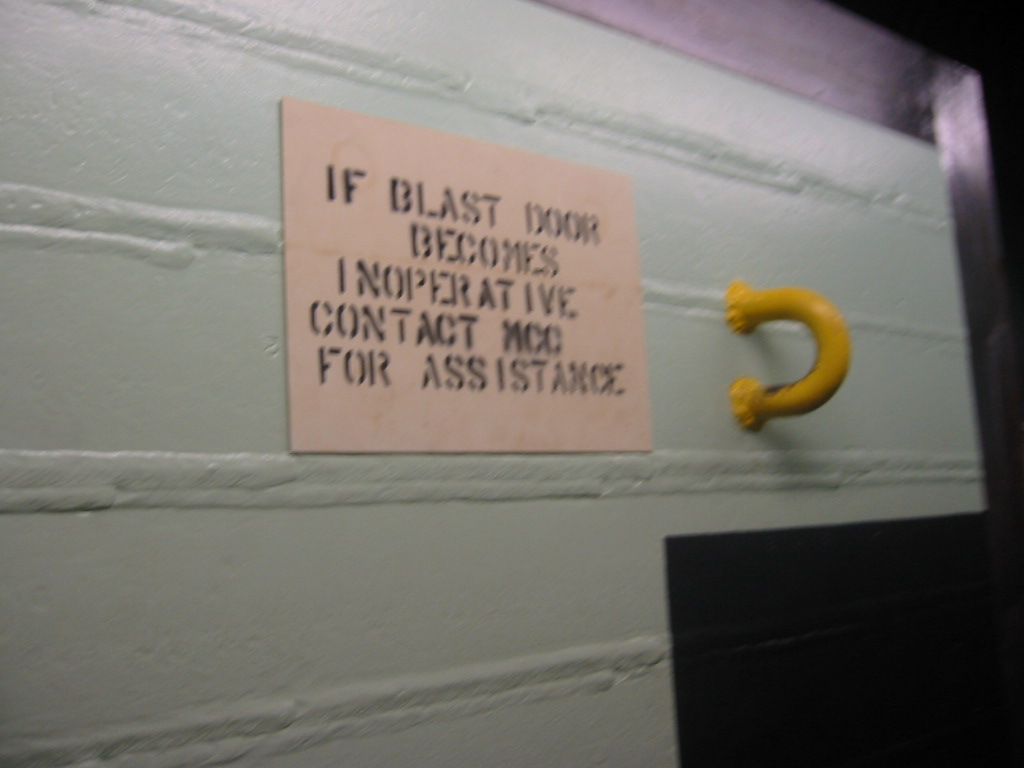 IF BLAST DOOR
BECOMES
INOPERATIVE
CONTACT MCC
FOR ASSISTANCE